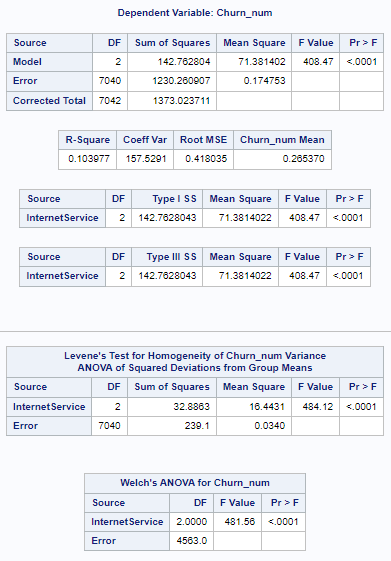 Dependent Variable: Churn_num
Source DF Sum of Squares Mean Square F Value Pr > F
Model 2 142.762804 71.381402 408.47 <.0001
Error 7040 1230.260907 0.174753
Corrected Total 7042 1373.023711
R-Square Coeff Var Root MSE Churn_num Mean
0.103977 157.5291 0.418035 0.265370
Source DF Type I SS Mean Square F Value Pr > F
InternetService 2 142.7628043 71.3814022 408.47 <.0001
Source DF Type III SS Mean Square F Value Pr > F
InternetService 2 142.7628043 71.3814022 408.47 <.0001
Levene's Test for Homogeneity of Churn_num Variance
ANOVA of Squared Deviations from Group Means
Source DF Sum of Squares Mean Square F Value Pr > F
InternetService 2 32.8863 16.4431 484.12 <.0001
Error 7040 239.1 0.0340
Welch's ANOVA for Churn_num
Source DF F Value Pr > F
InternetService 2.0000 481.56 <.0001
Error 4563.0